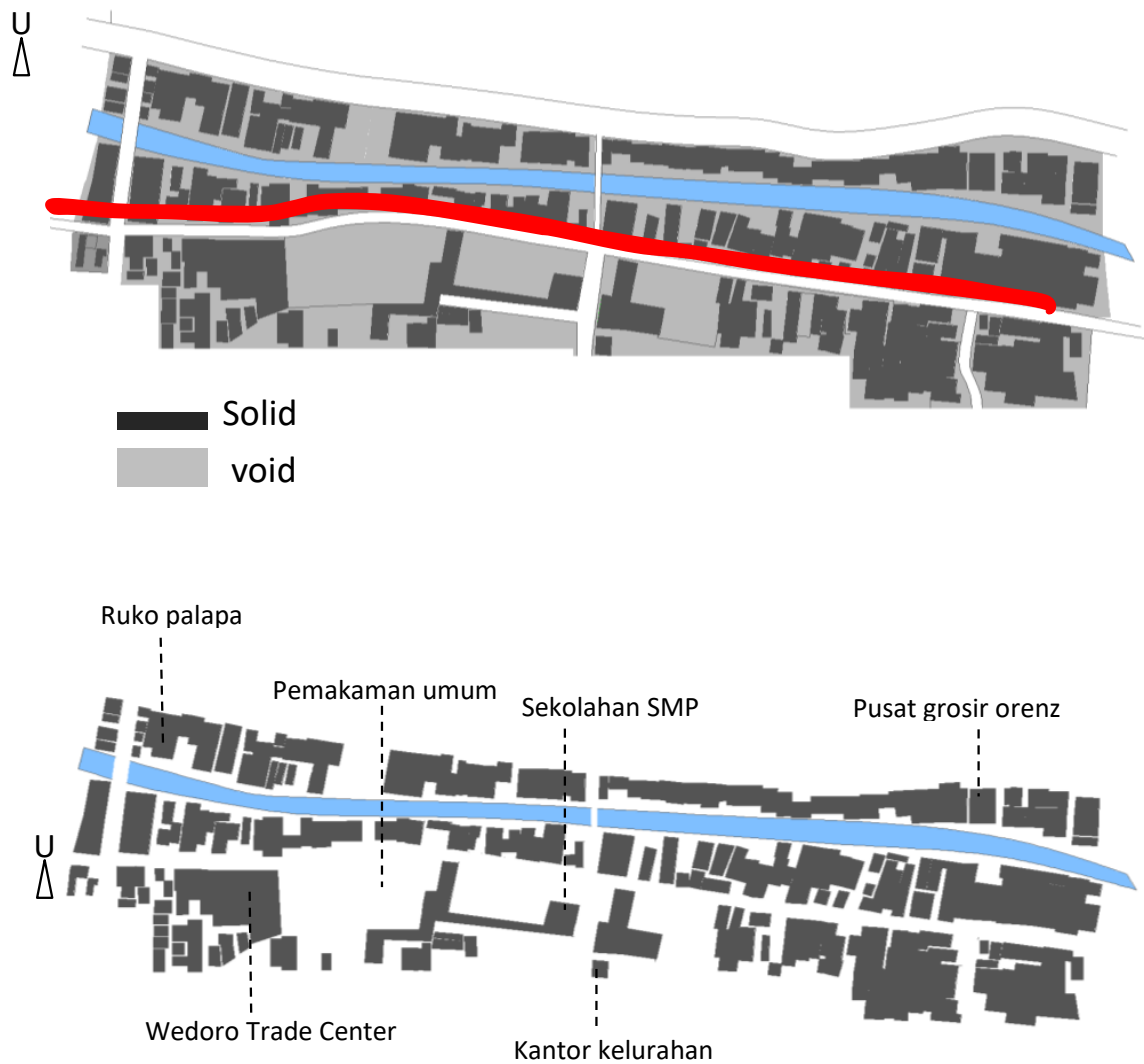 U
Solid
void
Ruko palapa
Pemakaman umum
Sekolahan SMP
Pusat grosir orenz
U
Wedoro Trade Center
Kantor kelurahan